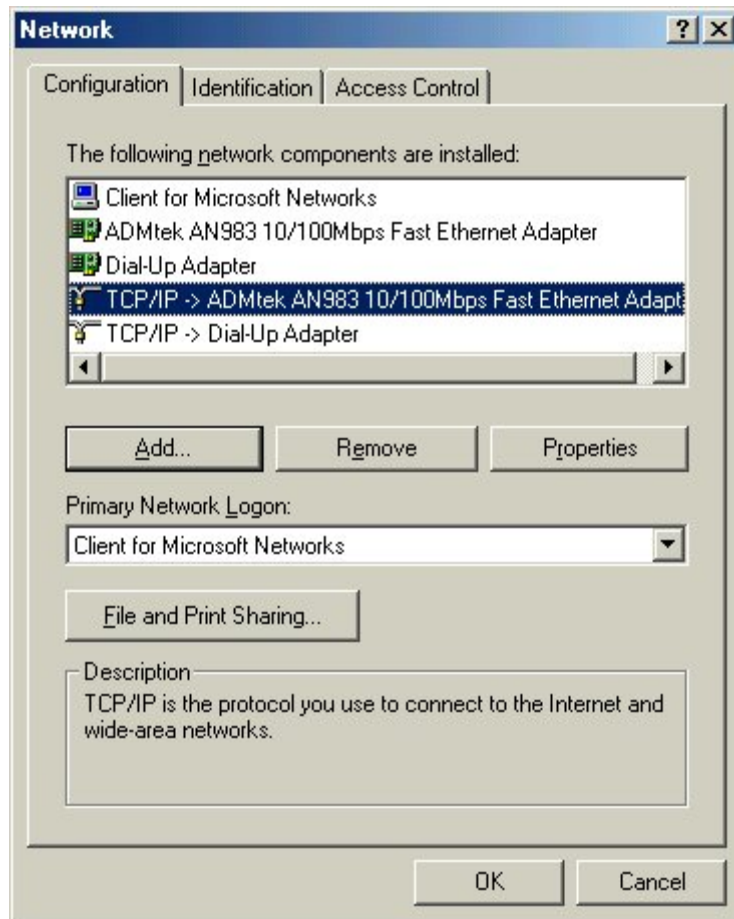 Network
Configuration
Identification
Access Control
The following network components are installed:
Client for Microsoft Networks
ADMtek AN983 10/100Mbps Fast Ethernet Adapter
Dial-Up Adapter
TCP/IP -> ADMtek AN983 10/100Mbps Fast Ethernet Adapt
TCP/IP -> Dial-Up Adapter
Add...
Remove
Properties
Primary Network Logon:
Client for Microsoft Networks
File and Print Sharing...
Description
TCP/IP is the protocol you use to connect to the Internet and
wide-area networks.
OK
Cancel